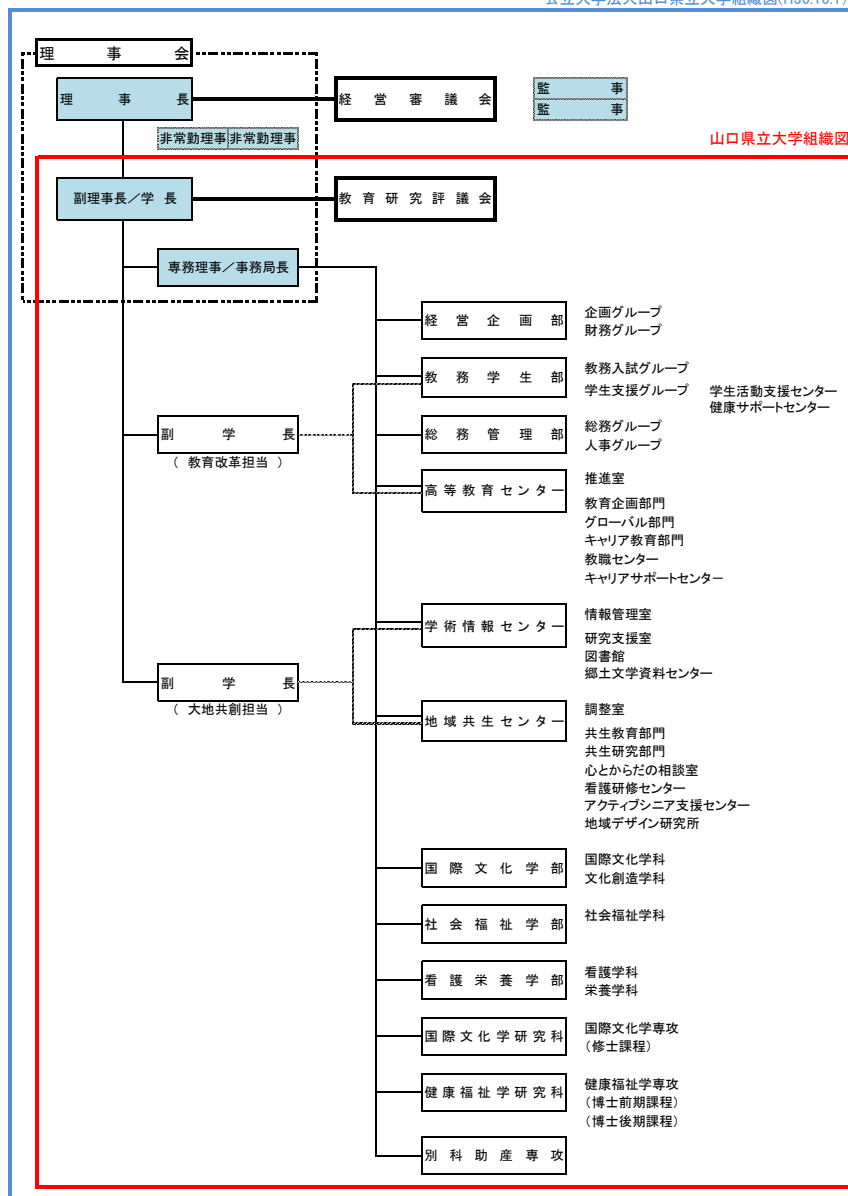 公立大学法人山口県立大学組織図(H30.10.1)
理事会
理事長
経営審議会
監事
監事
非常勤理事 非常勤理事
山口県立大学組織図
副理事長／学長
教育研究評議会
専務理事／事務局長
経営企画部
企画グループ
財務グループ
教務学生部
教務入試グループ
学生支援グループ 学生活動支援センター
健康サポートセンター
副学長
（ 教育改革担当 ）
総務管理部
総務グループ
人事グループ
高等教育センター
推進室
教育企画部門
グローバル部門
キャリア教育部門
教職センター
キャリアサポートセンター
学術情報センター
情報管理室
研究支援室
図書館
郷土文学資料センター
副学長
（ 大地共創担当 ）
地域共生センター
調整室
共生教育部門
共生研究部門
心とからだの相談室
看護研修センター
アクティブシニア支援センター
地域デザイン研究所
国際文化学部
国際文化学科
文化創造学科
社会福祉学部
社会福祉学科
看護栄養学部
看護学科
栄養学科
国際文化学研究科
国際文化学専攻
（修士課程）
健康福祉学研究科
健康福祉学専攻
（博士前期課程）
（博士後期課程）
別科助産専攻